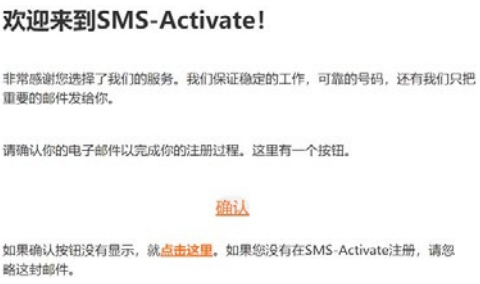 欢迎来到SMS-Activate！
非常感谢您选择了我们的服务。我们保证稳定的工作，可靠的号码，还有我们只把
重要的邮件发给你。
请确认你的电子邮件以完成你的注册过程。这里有一个按钮。
确认
如果确认按钮没有显示，就点击这里。如果您没有在SMS-Activate注册，请忽
略这封邮件。